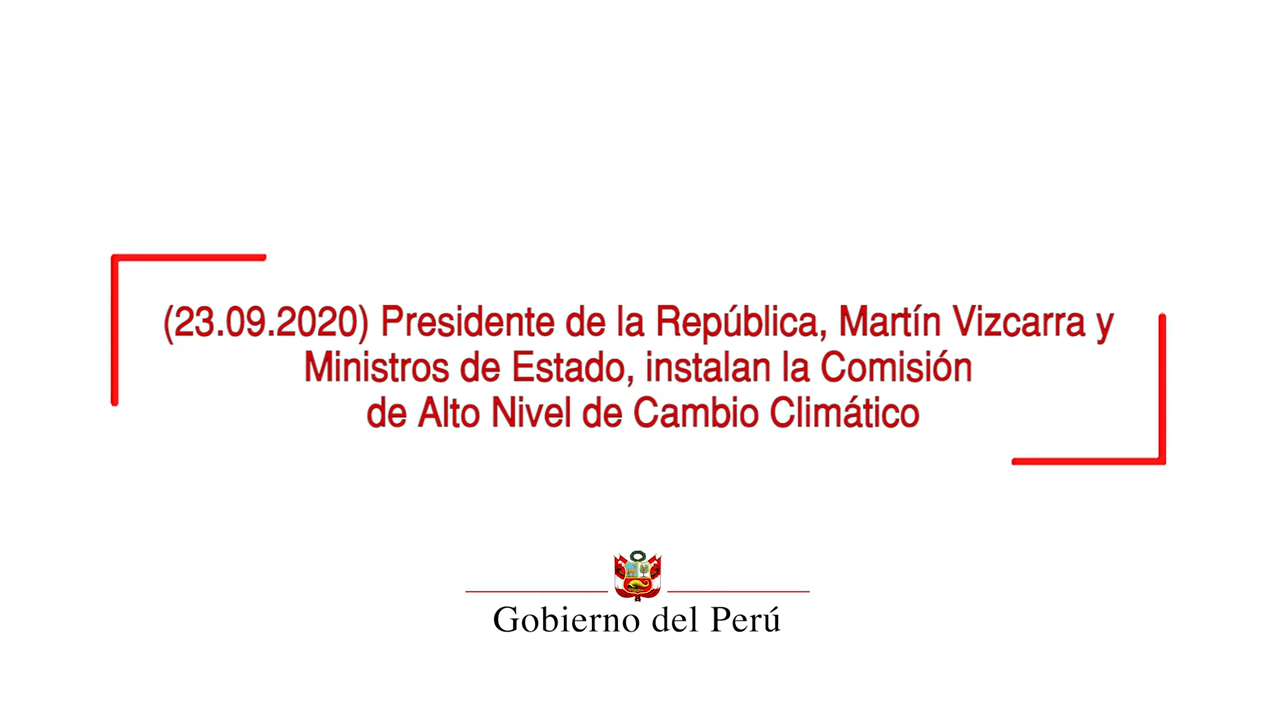 (23.09.2020) Presidente de la República, Martín Vizcarra y
Ministros de Estado, instalan la Comisión
de Alto Nivel de Cambio Climático
Gobierno del Perú